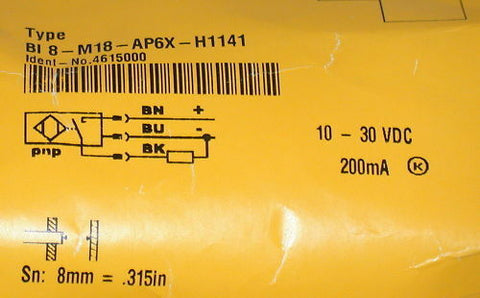 Type
BI 8-M18-AP6X-H1141
Ident-No.4615000
BN +
BU -
BK
pnp
10 - 30 VDC
200mA K
Sn: 8mm = .315in